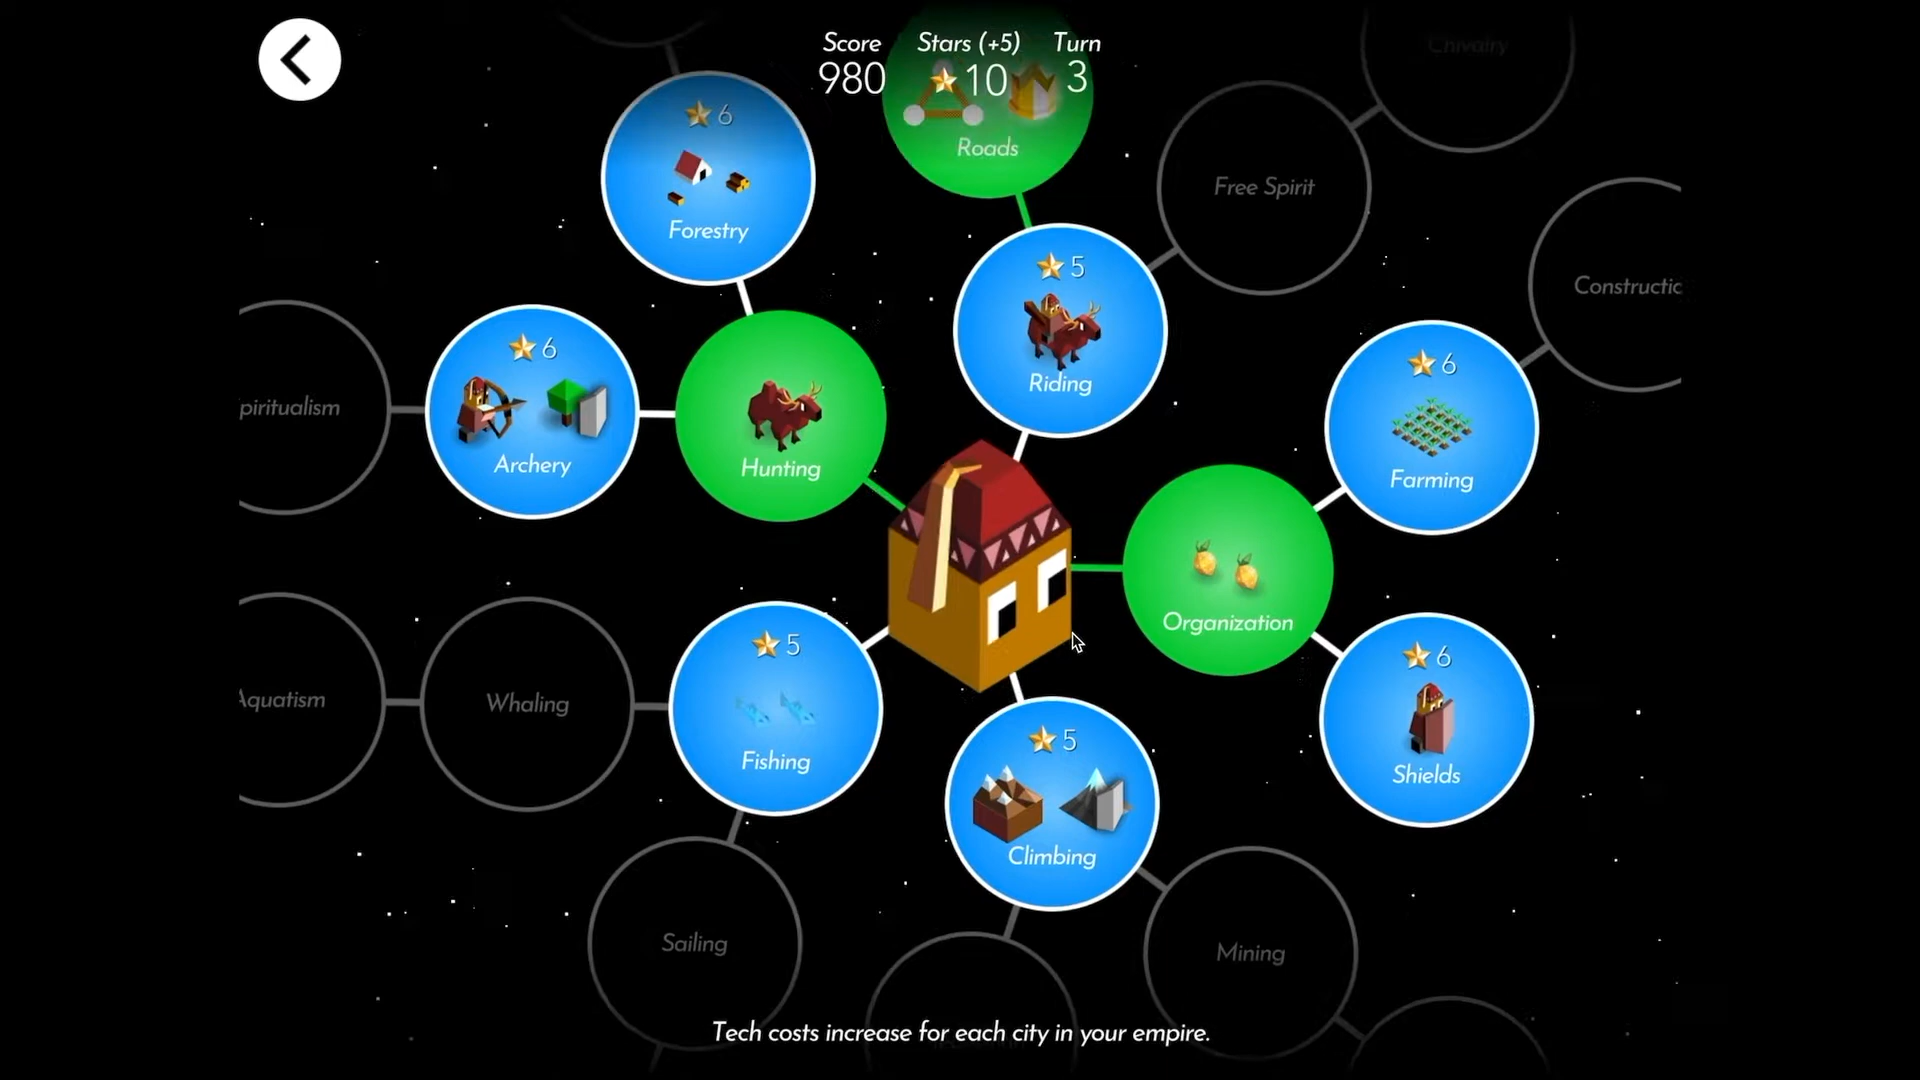 Score
980
Stars (+5)
10
Turn
3
Chivalry
6
Forestry
Roads
Free Spirit
5
Riding
Constructic
6
Archery
piritualism
Hunting
6
Farming
Organization
5
Fishing
Aquatism
Whaling
6
Shields
5
Climbing
Sailing
Mining
Tech costs increase for each city in your empire.